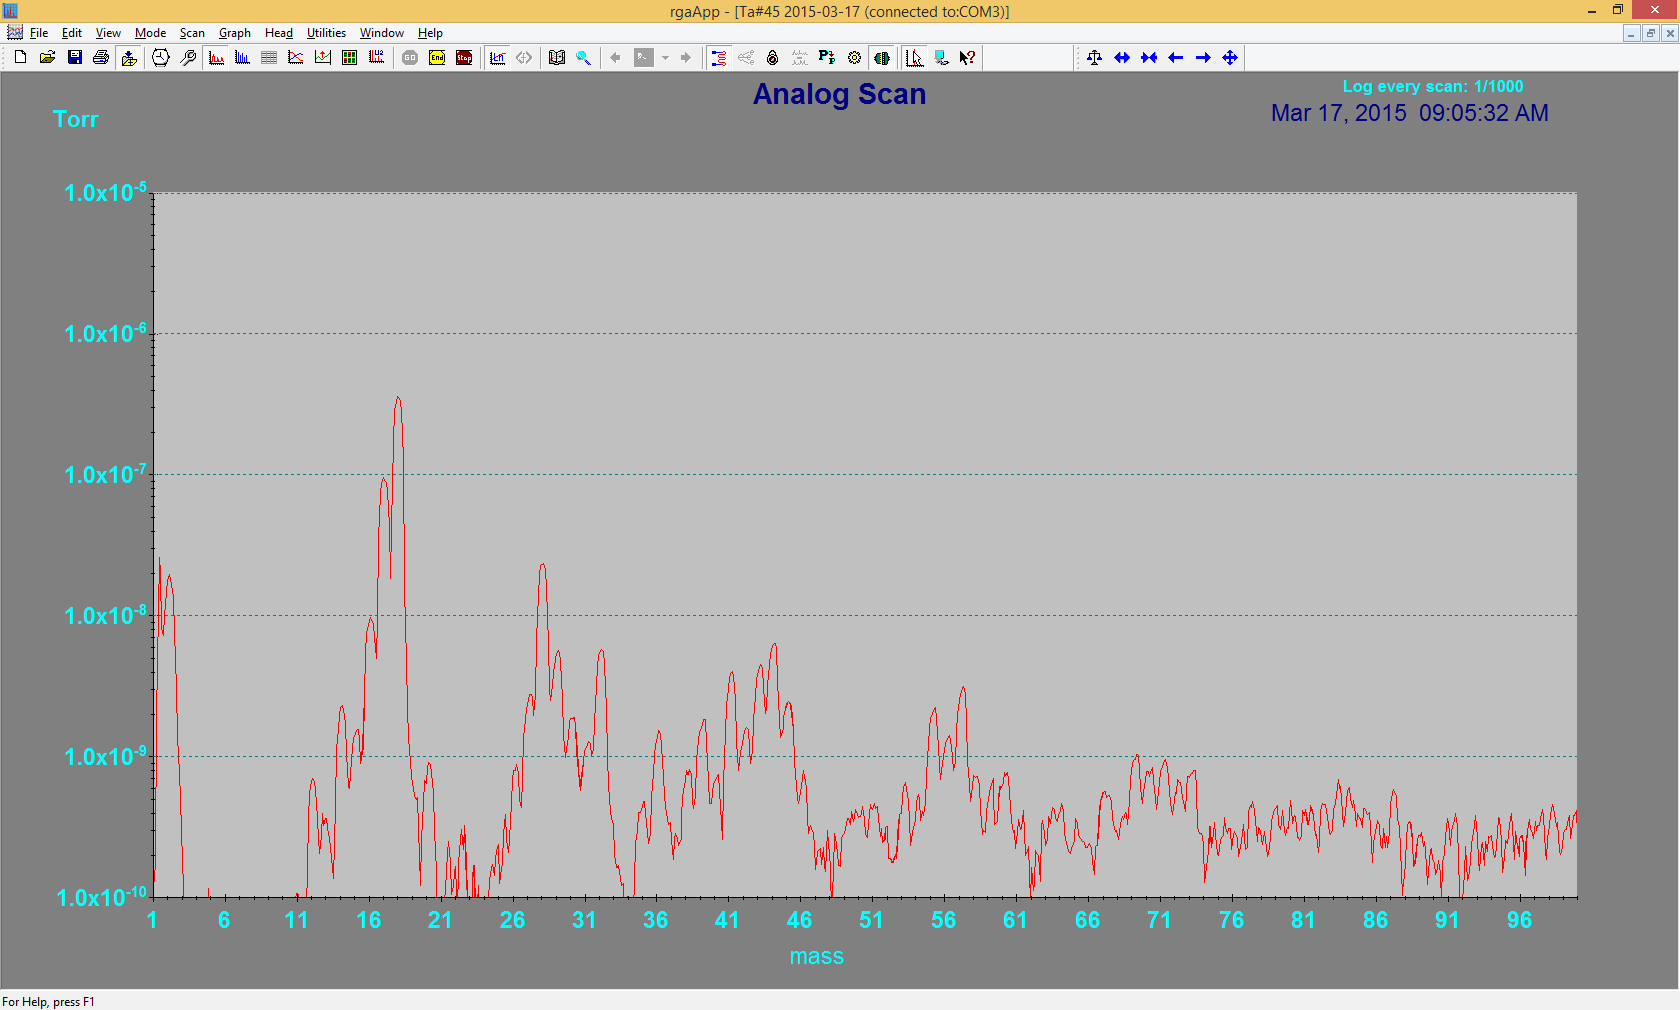 rgaApp - [Ta#45 2015-03-17 (connected to:COM3)]
File Edit View Mode Scan Graph Head Utilities Window Help
GO End Stop
Analog Scan
Log every scan: 1/1000
Mar 17, 2015 09:05:32 AM
Torr
1.0x10-5
1.0x10-6
1.0x10-7
1.0x10-8
1.0x10-9
1.0x10-10
1 6 11 16 21 26 31 36 41 46 51 56 61 66 71 76 81 86 91 96
mass
For Help, press F1